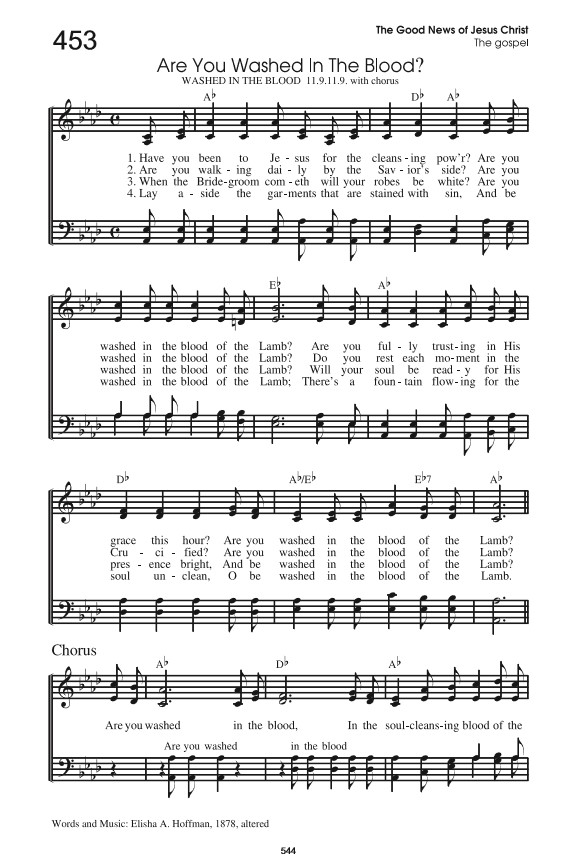 453
The Good News of Jesus Christ
The gospel
Are You Washed In The Blood?
WASHED IN THE BLOOD 11.9.11.9. with chorus
A♭ D♭ A♭
1. Have you been to Je - sus for the cleans - ing pow'r? Are you
2. Are you walk - ing dai - ly by the Sav - ior's side? Are you
3. When the Bride - groom com - eth will your robes be white? Are you
4. Lay a - side the gar - ments that are stained with sin, And be
E♭ A♭
washed in the blood of the Lamb? Are you ful - ly trust - ing in His
washed in the blood of the Lamb? Do you rest each mo - ment in the
washed in the blood of the Lamb? Will your soul be read - y for His
washed in the blood of the Lamb; There's a foun - tain flow - ing for the
D♭ A♭/E♭ E♭7 A♭
grace this hour? Are you washed in the blood of the Lamb?
Cru - ci - fied? Are you washed in the blood of the Lamb?
pres - ence bright, And be washed in the blood of the Lamb?
soul un - clean, O be washed in the blood of the Lamb.
Chorus
A♭ D♭ A♭
Are you washed in the blood, In the soul-cleans-ing blood of the
Are you washed in the blood
Words and Music: Elisha A. Hoffman, 1878, altered
544